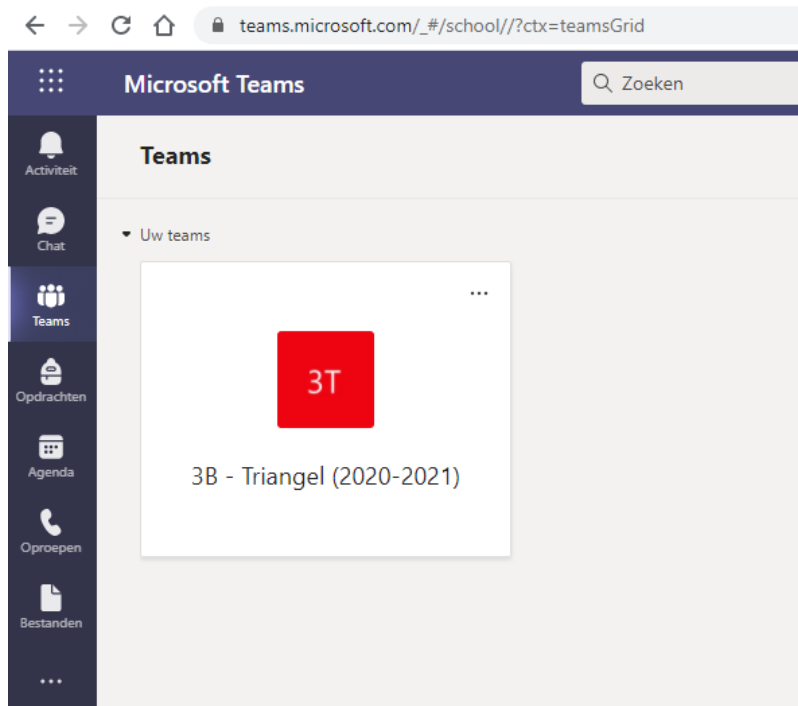 teams.microsoft.com/_#/school//?ctx=teamsGrid
Microsoft Teams
Zoeken
Activiteit
Chat
Teams
Opdrachten
Agenda
Oproepen
Bestanden
...
Teams
Uw teams
...
3T
3B - Triangel (2020-2021)